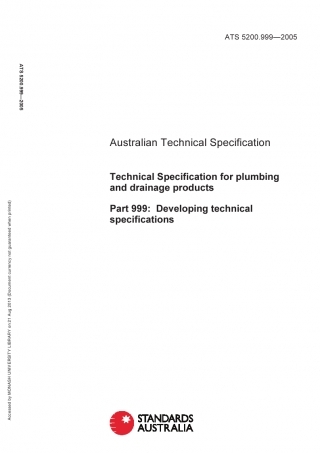 ATS 5200.999—2005
ATS 5200.999—2005
Australian Technical Specification
Technical Specification for plumbing
and drainage products
Part 999: Developing technical
specifications
Accessed by MONASH UNIVERSITY LIBRARY on 21 Aug 2010 (Document currency not guaranteed when printed)
STANDARDS
AUSTRALIA